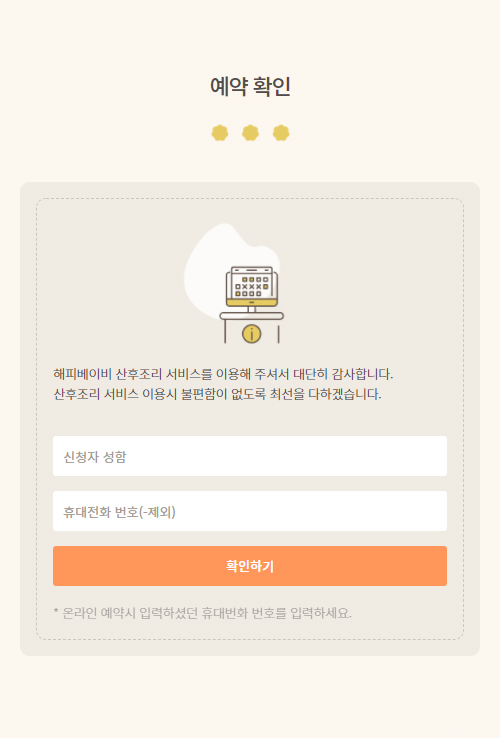 예약 확인
해피베이비 산후조리 서비스를 이용해 주셔서 대단히 감사합니다.
산후조리 서비스 이용시 불편함이 없도록 최선을 다하겠습니다.
신청자 성함
휴대전화 번호(-제외)
확인하기
* 온라인 예약시 입력하셨던 휴대번화 번호를 입력하세요.